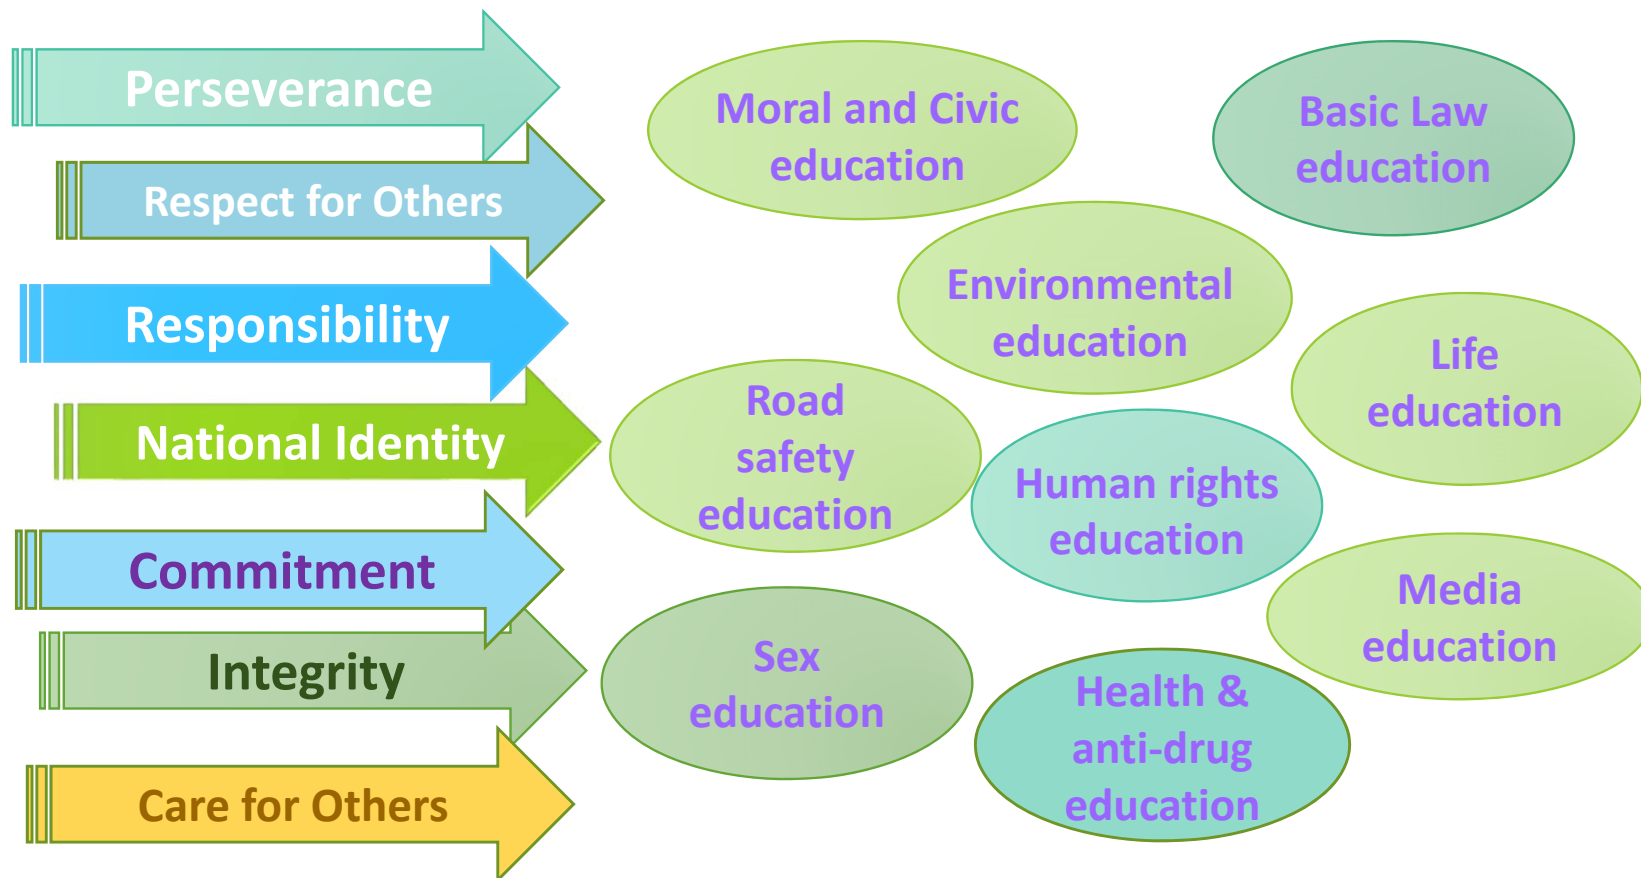 Perseverance
Respect for Others
Responsibility
National Identity
Commitment
Integrity
Care for Others
Moral and Civic
education
Basic Law
education
Environmental
education
Life
education
Road
safety
education
Human rights
education
Media
education
Sex
education
Health &
anti-drug
education